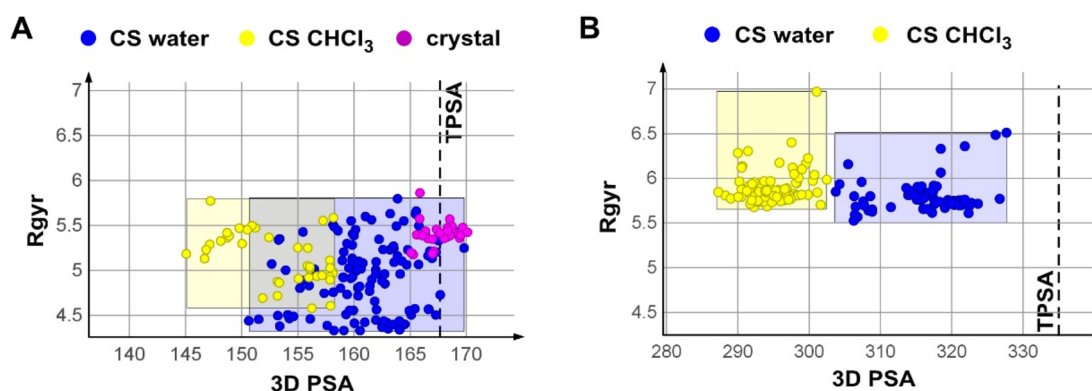 A
CS water CS CHCl₃ crystal
Rgyr
7
6.5
6
5.5
5
4.5
TPSA
140 145 150 155 160 165 170
3D PSA
B
CS water CS CHCl₃
Rgyr
7
6.5
6
5.5
5
4.5
TPSA
280 290 300 310 320 330
3D PSA